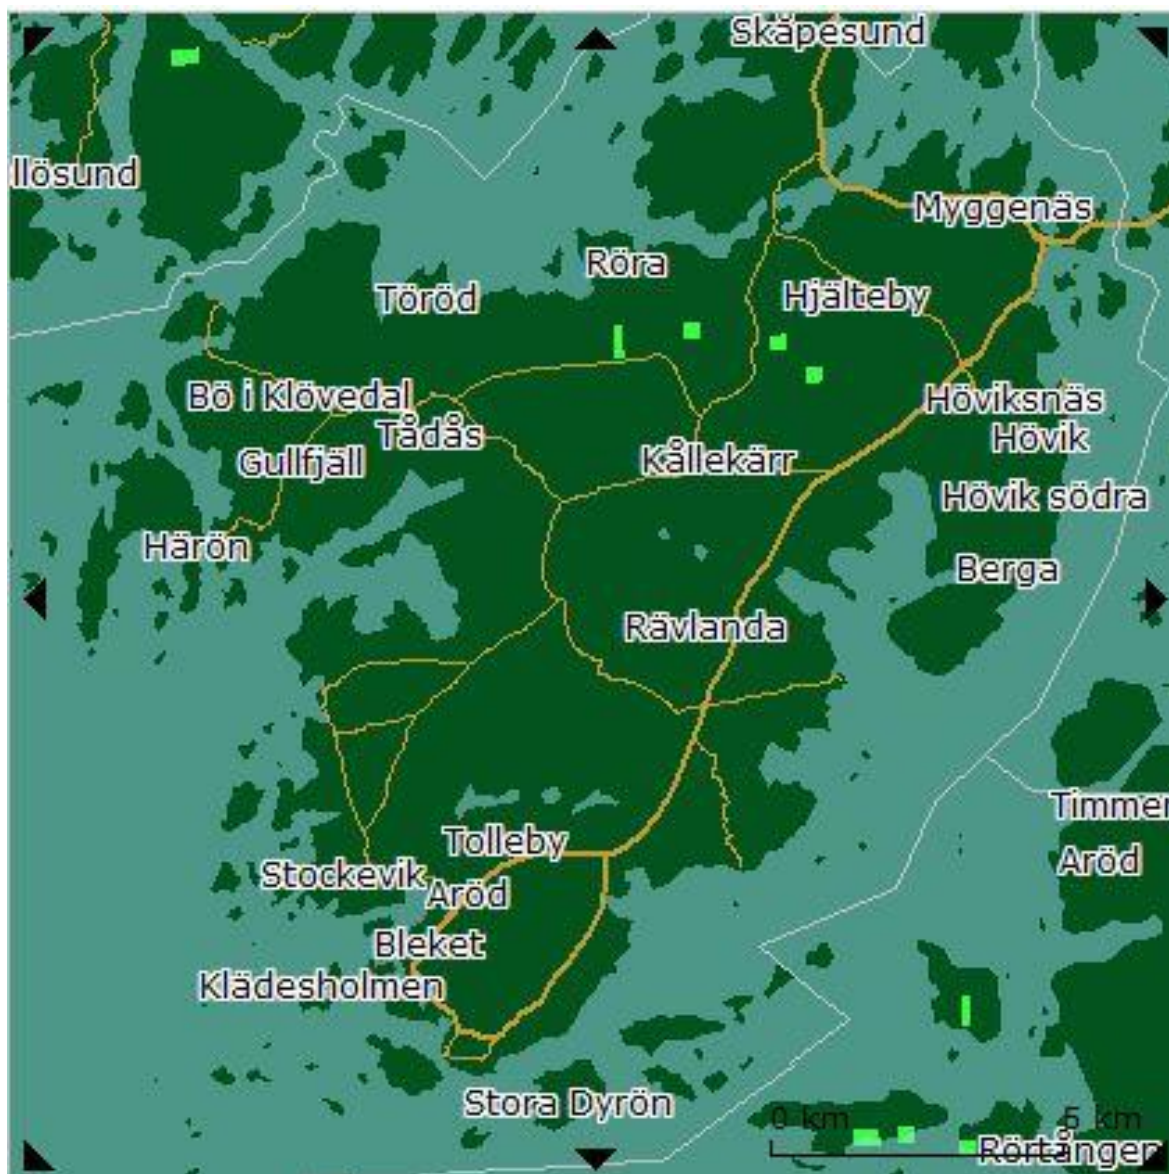 Skåpesund
llösund
Myggenäs
Röra
Töröd
Hjälteby
Bö i Klövedal
Höviksnäs
Tådås
Hövik
Gullfjäll
Kållekärr
Hövik södra
Härön
Berga
Rävlanda
Timmer
Tolleby
Aröd
Stockevik
Aröd
Bleket
Klädesholmen
Stora Dyrön
0 km 5 km
Rörtången